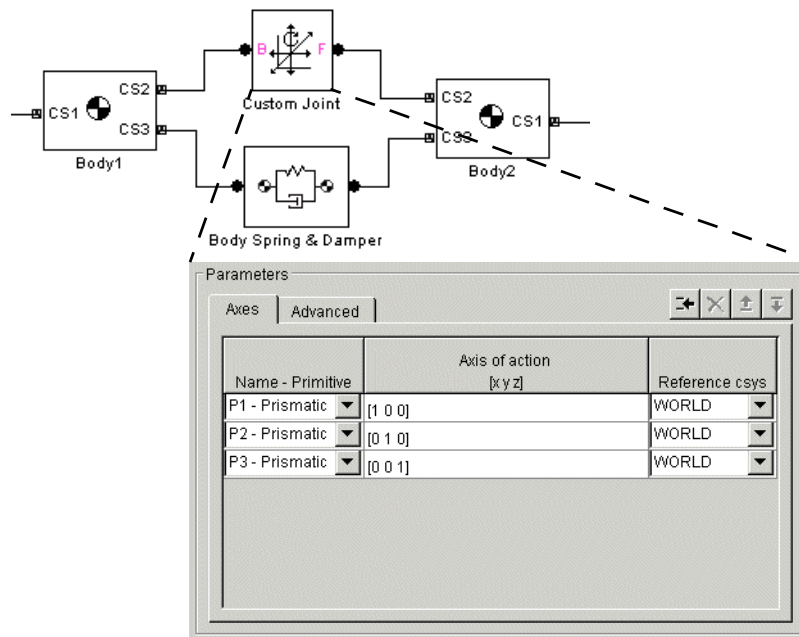 B F
Custom Joint
CS1 CS2
CS3
Body1
CS2
CS3 CS1
Body2
Body Spring & Damper
Parameters
Axes Advanced
Name - Primitive Axis of action [x y z] Reference csys
P1 - Prismatic [1 0 0] WORLD
P2 - Prismatic [0 1 0] WORLD
P3 - Prismatic [0 0 1] WORLD